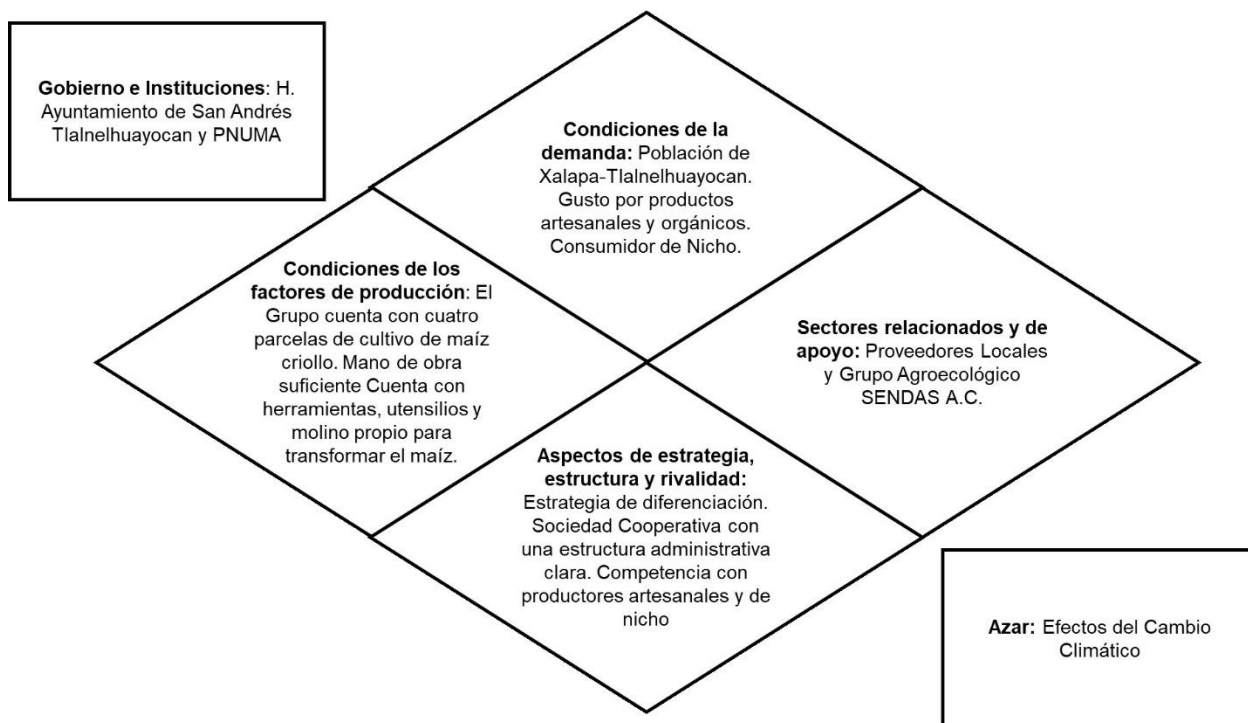 Gobierno e Instituciones: H.
Ayuntamiento de San Andrés
Tlalnelhuayocan y PNUMA
Condiciones de la
demanda: Población de
Xalapa-Tlalnelhuayocan.
Gusto por productos
artesanales y orgánicos.
Consumidor de Nicho.
Condiciones de los
factores de producción: El
Grupo cuenta con cuatro
parcelas de cultivo de maíz
criollo. Mano de obra
suficiente Cuenta con
herramientas, utensilios y
molino propio para
transformar el maíz.
Sectores relacionados y de
apoyo: Proveedores Locales
y Grupo Agroecológico
SENDAS A.C.
Aspectos de estrategia,
estructura y rivalidad:
Estrategia de diferenciación.
Sociedad Cooperativa con
una estructura administrativa
clara. Competencia con
productores artesanales y de
nicho
Azar: Efectos del Cambio
Climático